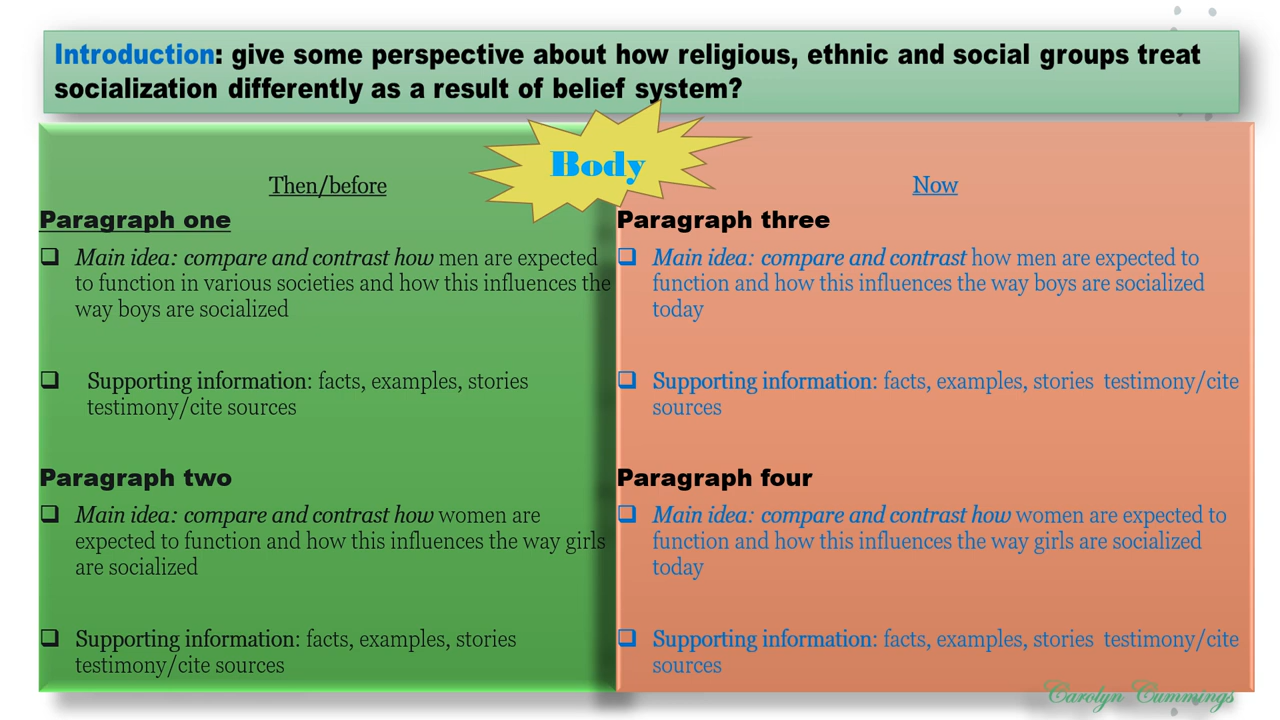 Introduction: give some perspective about how religious, ethnic and social groups treat
socialization differently as a result of belief system?
Body
Then/before
Paragraph one
Main idea: compare and contrast how men are expected
to function in various societies and how this influences the
way boys are socialized
Supporting information: facts, examples, stories
testimony/cite sources
Paragraph two
Main idea: compare and contrast how women are
expected to function and how this influences the way girls
are socialized
Supporting information: facts, examples, stories
testimony/cite sources
Now
Paragraph three
Main idea: compare and contrast how men are expected to
function and how this influences the way boys are socialized
today
Supporting information: facts, examples, stories testimony/cite
sources
Paragraph four
Main idea: compare and contrast how women are expected to
function and how this influences the way girls are socialized
today
Supporting information: facts, examples, stories testimony/cite
sources
Carolyn Cummings